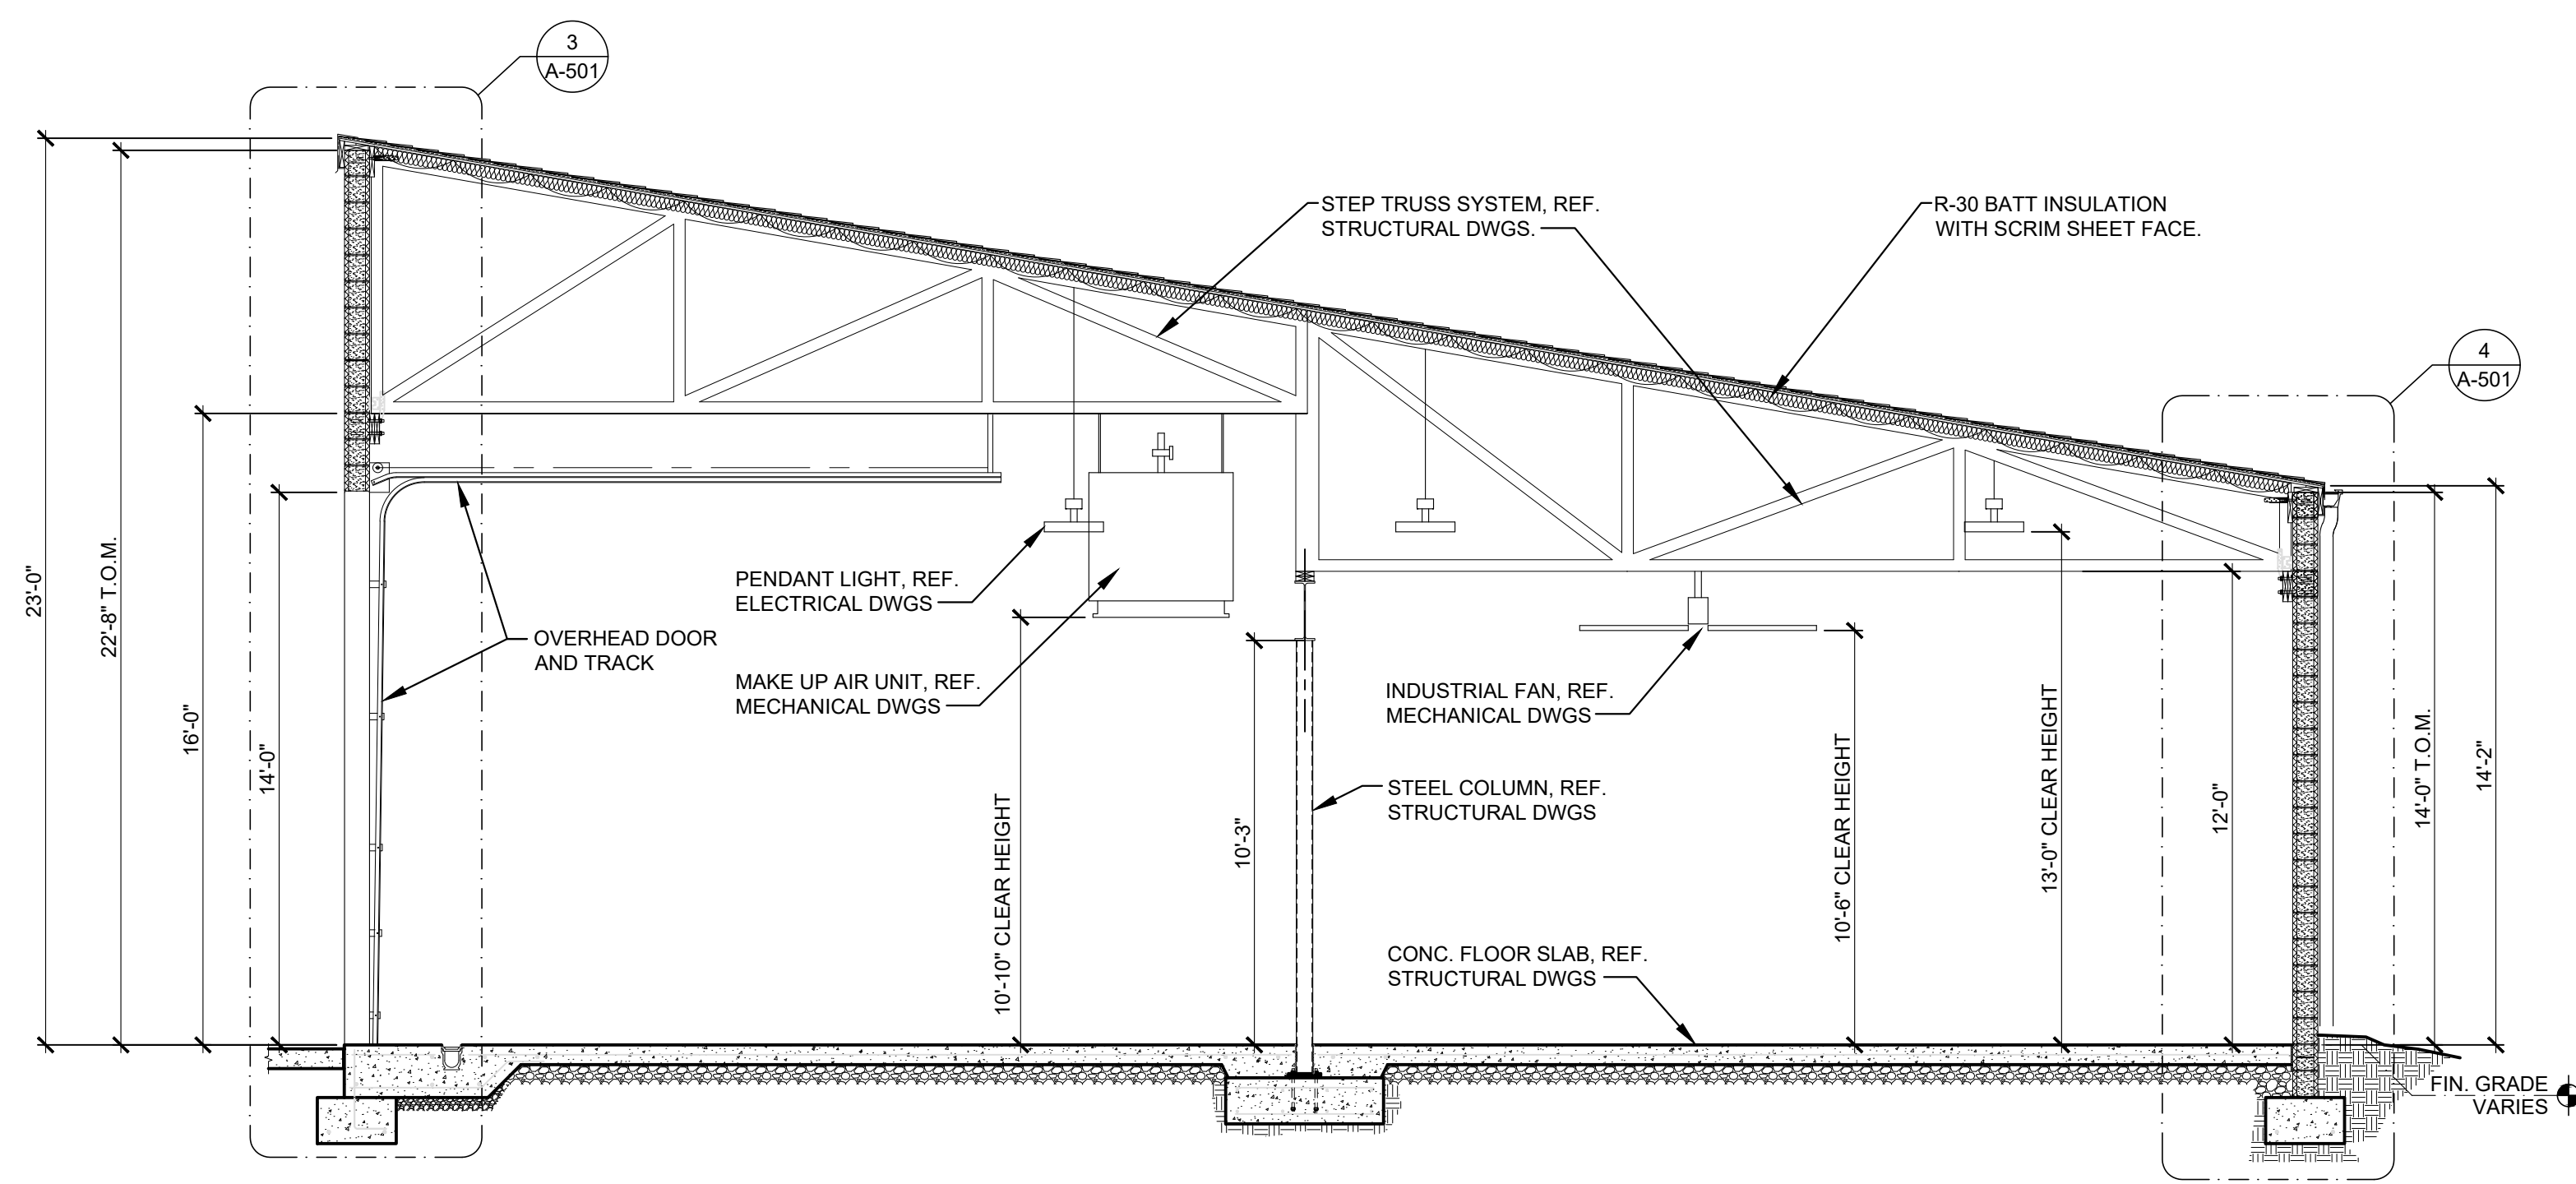 3
A-501
STEP TRUSS SYSTEM, REF.
STRUCTURAL DWGS.
R-30 BATT INSULATION
WITH SCRIM SHEET FACE.
4
A-501
23'-0"
22'-8" T.O.M.
16'-0"
14'-0"
PENDANT LIGHT, REF.
ELECTRICAL DWGS
OVERHEAD DOOR
AND TRACK
MAKE UP AIR UNIT, REF.
MECHANICAL DWGS
10'-10" CLEAR HEIGHT
10'-3"
INDUSTRIAL FAN, REF.
MECHANICAL DWGS
STEEL COLUMN, REF.
STRUCTURAL DWGS
CONC. FLOOR SLAB, REF.
STRUCTURAL DWGS
10'-6" CLEAR HEIGHT
13'-0" CLEAR HEIGHT
12'-0"
14'-0" T.O.M.
14'-2"
FIN. GRADE
VARIES